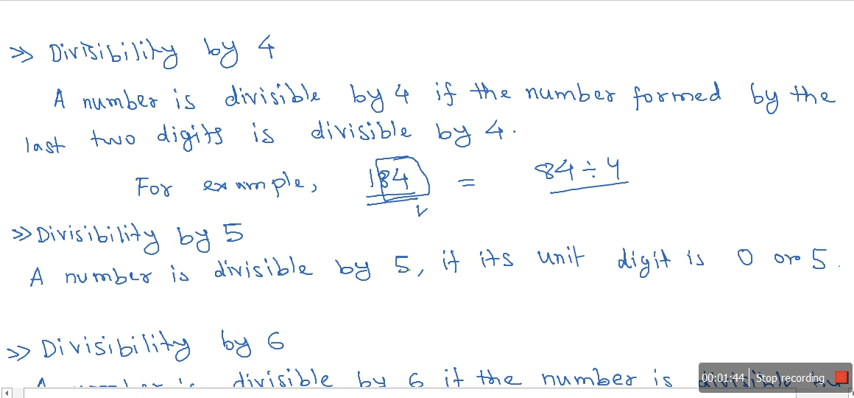 >> Divisibility by 4
A number is divisible by 4 if the number formed by the
last two digits is divisible by 4.
For example, 184 = 84 ÷ 4
>> Divisibility by 5
A number is divisible by 5, if its unit digit is 0 or 5.
>> Divisibility by 6
A number is divisible by 6 if the number is
00:01:44 Stop recording